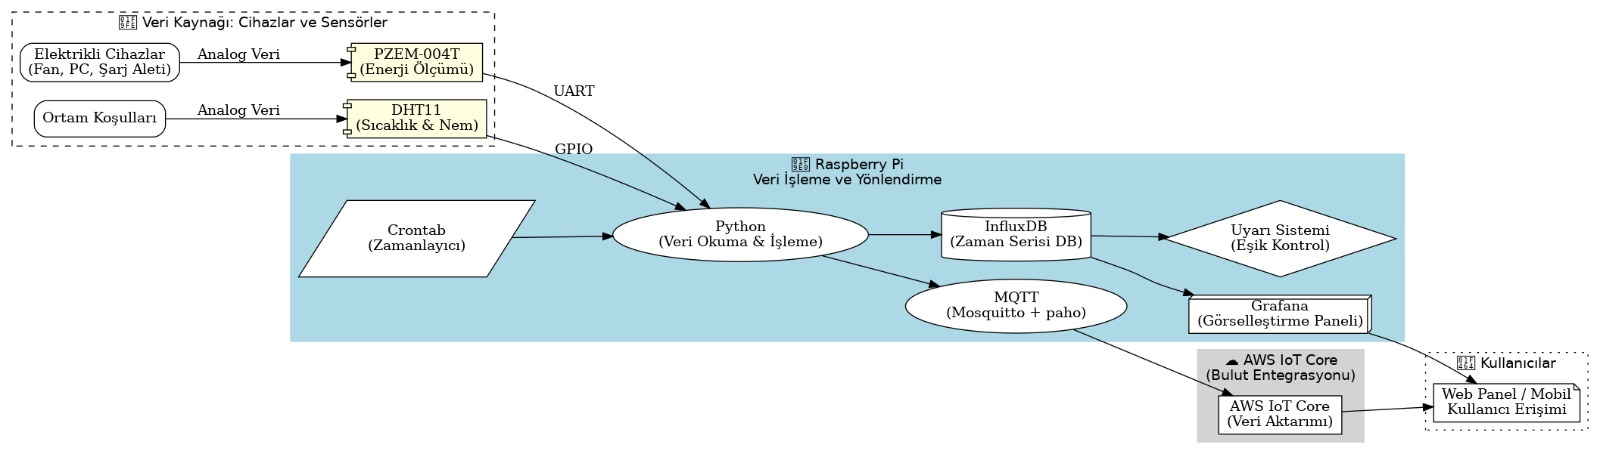 Veri Kaynağı: Cihazlar ve Sensörler
Elektrikli Cihazlar
(Fan, PC, Şarj Aleti)
Analog Veri
PZEM-004T
(Enerji Ölçümü)
Ortam Koşulları
Analog Veri
DHT11
(Sıcaklık & Nem)
UART
GPIO
Raspberry Pi
Veri İşleme ve Yönlendirme
Crontab
(Zamanlayıcı)
Python
(Veri Okuma & İşleme)
InfluxDB
(Zaman Serisi DB)
Uyarı Sistemi
(Eşik Kontrol)
MQTT
(Mosquitto + paho)
Grafana
(Görselleştirme Paneli)
☁ AWS IoT Core
(Bulut Entegrasyonu)
AWS IoT Core
(Veri Aktarımı)
Kullanıcılar
Web Panel / Mobil
Kullanıcı Erişimi